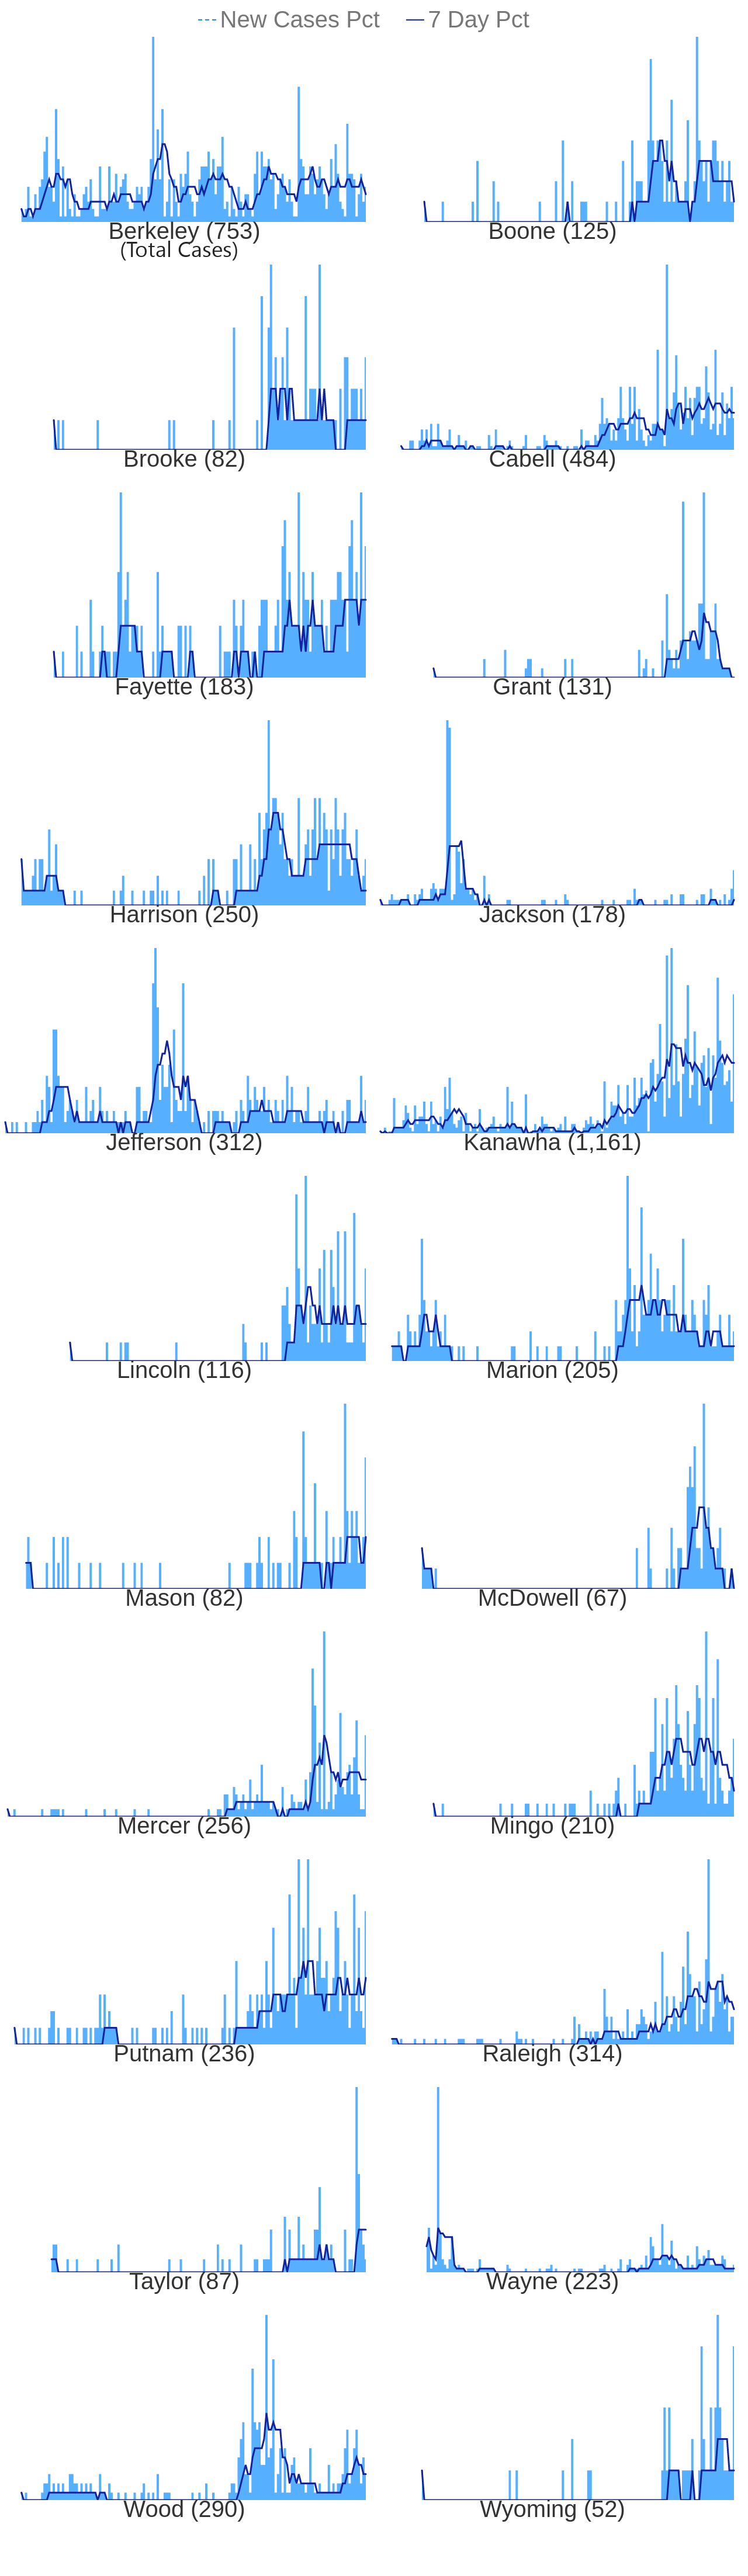 New Cases Pct 7 Day Pct
Berkeley (753) Boone (125)
(Total Cases)
Brooke (82) Cabell (484)
Fayette (183) Grant (131)
Harrison (250) Jackson (178)
Jefferson (312) Kanawha (1,161)
Lincoln (116) Marion (205)
Mason (82) McDowell (67)
Mercer (256) Mingo (210)
Putnam (236) Raleigh (314)
Taylor (87) Wayne (223)
Wood (290) Wyoming (52)